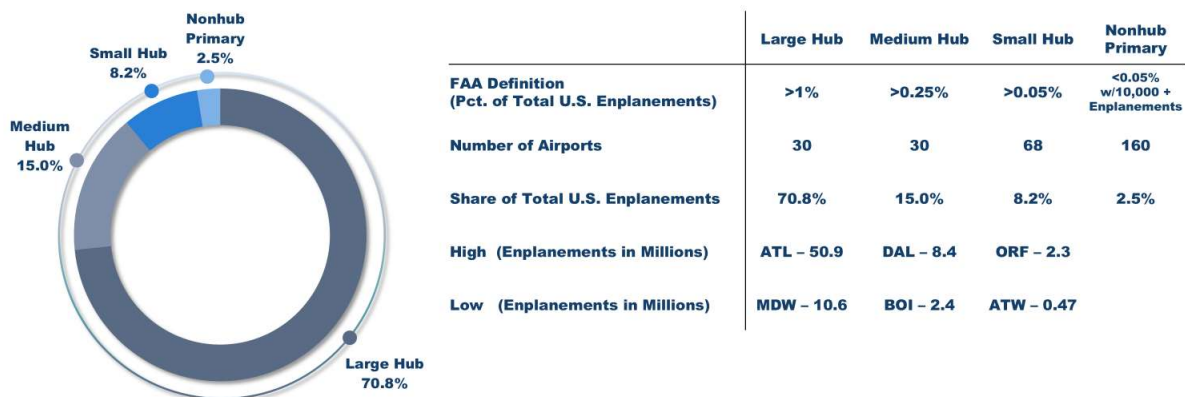 Nonhub
Primary
2.5%
Small Hub
8.2%
Medium
Hub
15.0%
Large Hub
70.8%
Large Hub Medium Hub Small Hub Nonhub
Primary
FAA Definition
(Pct. of Total U.S. Enplanements) >1% >0.25% >0.05% <0.05%
w/10,000 +
Enplanements
Number of Airports 30 30 68 160
Share of Total U.S. Enplanements 70.8% 15.0% 8.2% 2.5%
High (Enplanements in Millions) ATL – 50.9 DAL – 8.4 ORF – 2.3
Low (Enplanements in Millions) MDW – 10.6 BOI – 2.4 ATW – 0.47